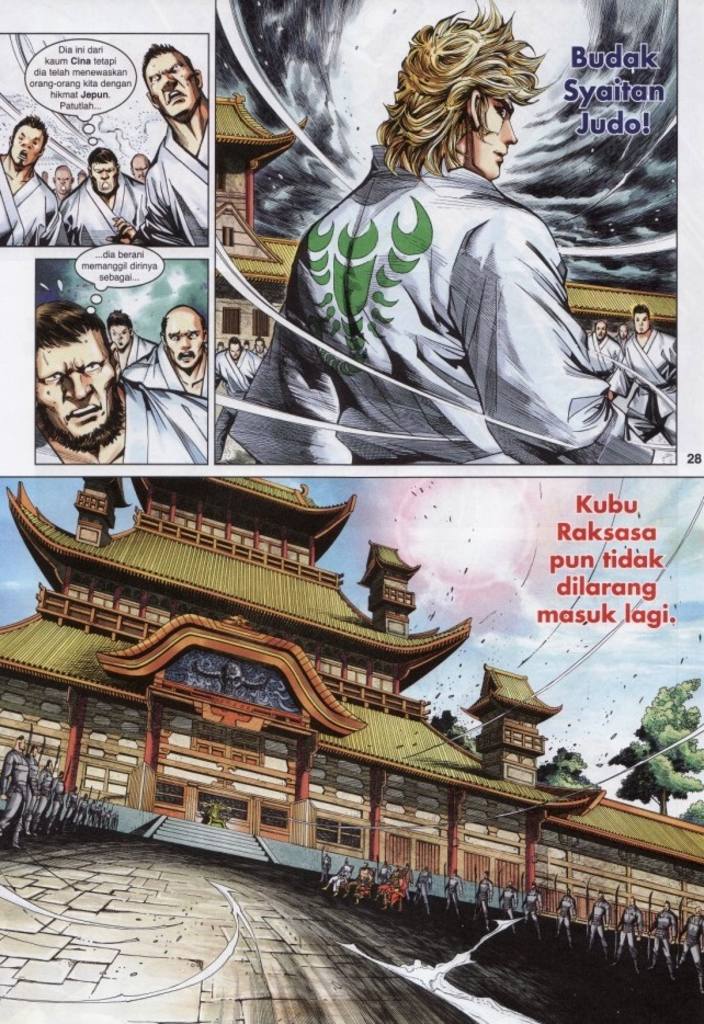 Dia ini dari
kaum Cina tetapi
dia telah menewaskan
orang-orang kita dengan
hikmat Jepun.
Patutlah...
...dia berani
memanggil dirinya
sebagai...
Budak
Syaitan
Judo!
28
Kubu
Raksasa
pun tidak
dilarang
masuk lagi.